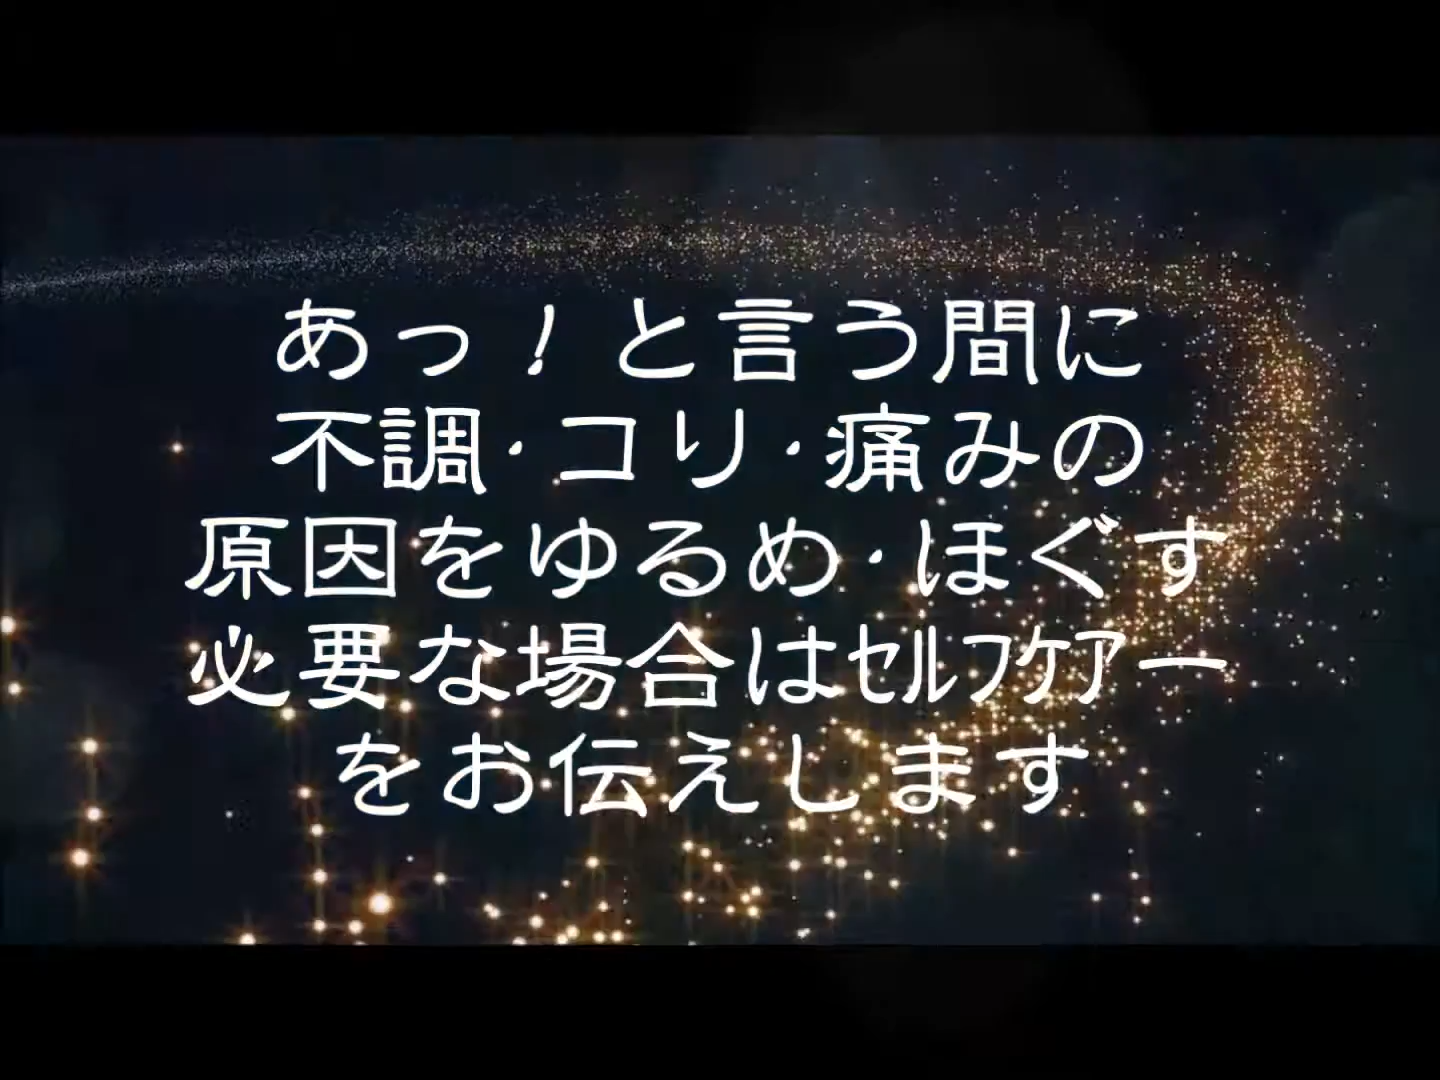 あっ！と言う間に
不調・コリ・痛みの
原因をゆるめ・ほぐす
必要な場合はｾﾙﾌｹｱー
をお伝えします